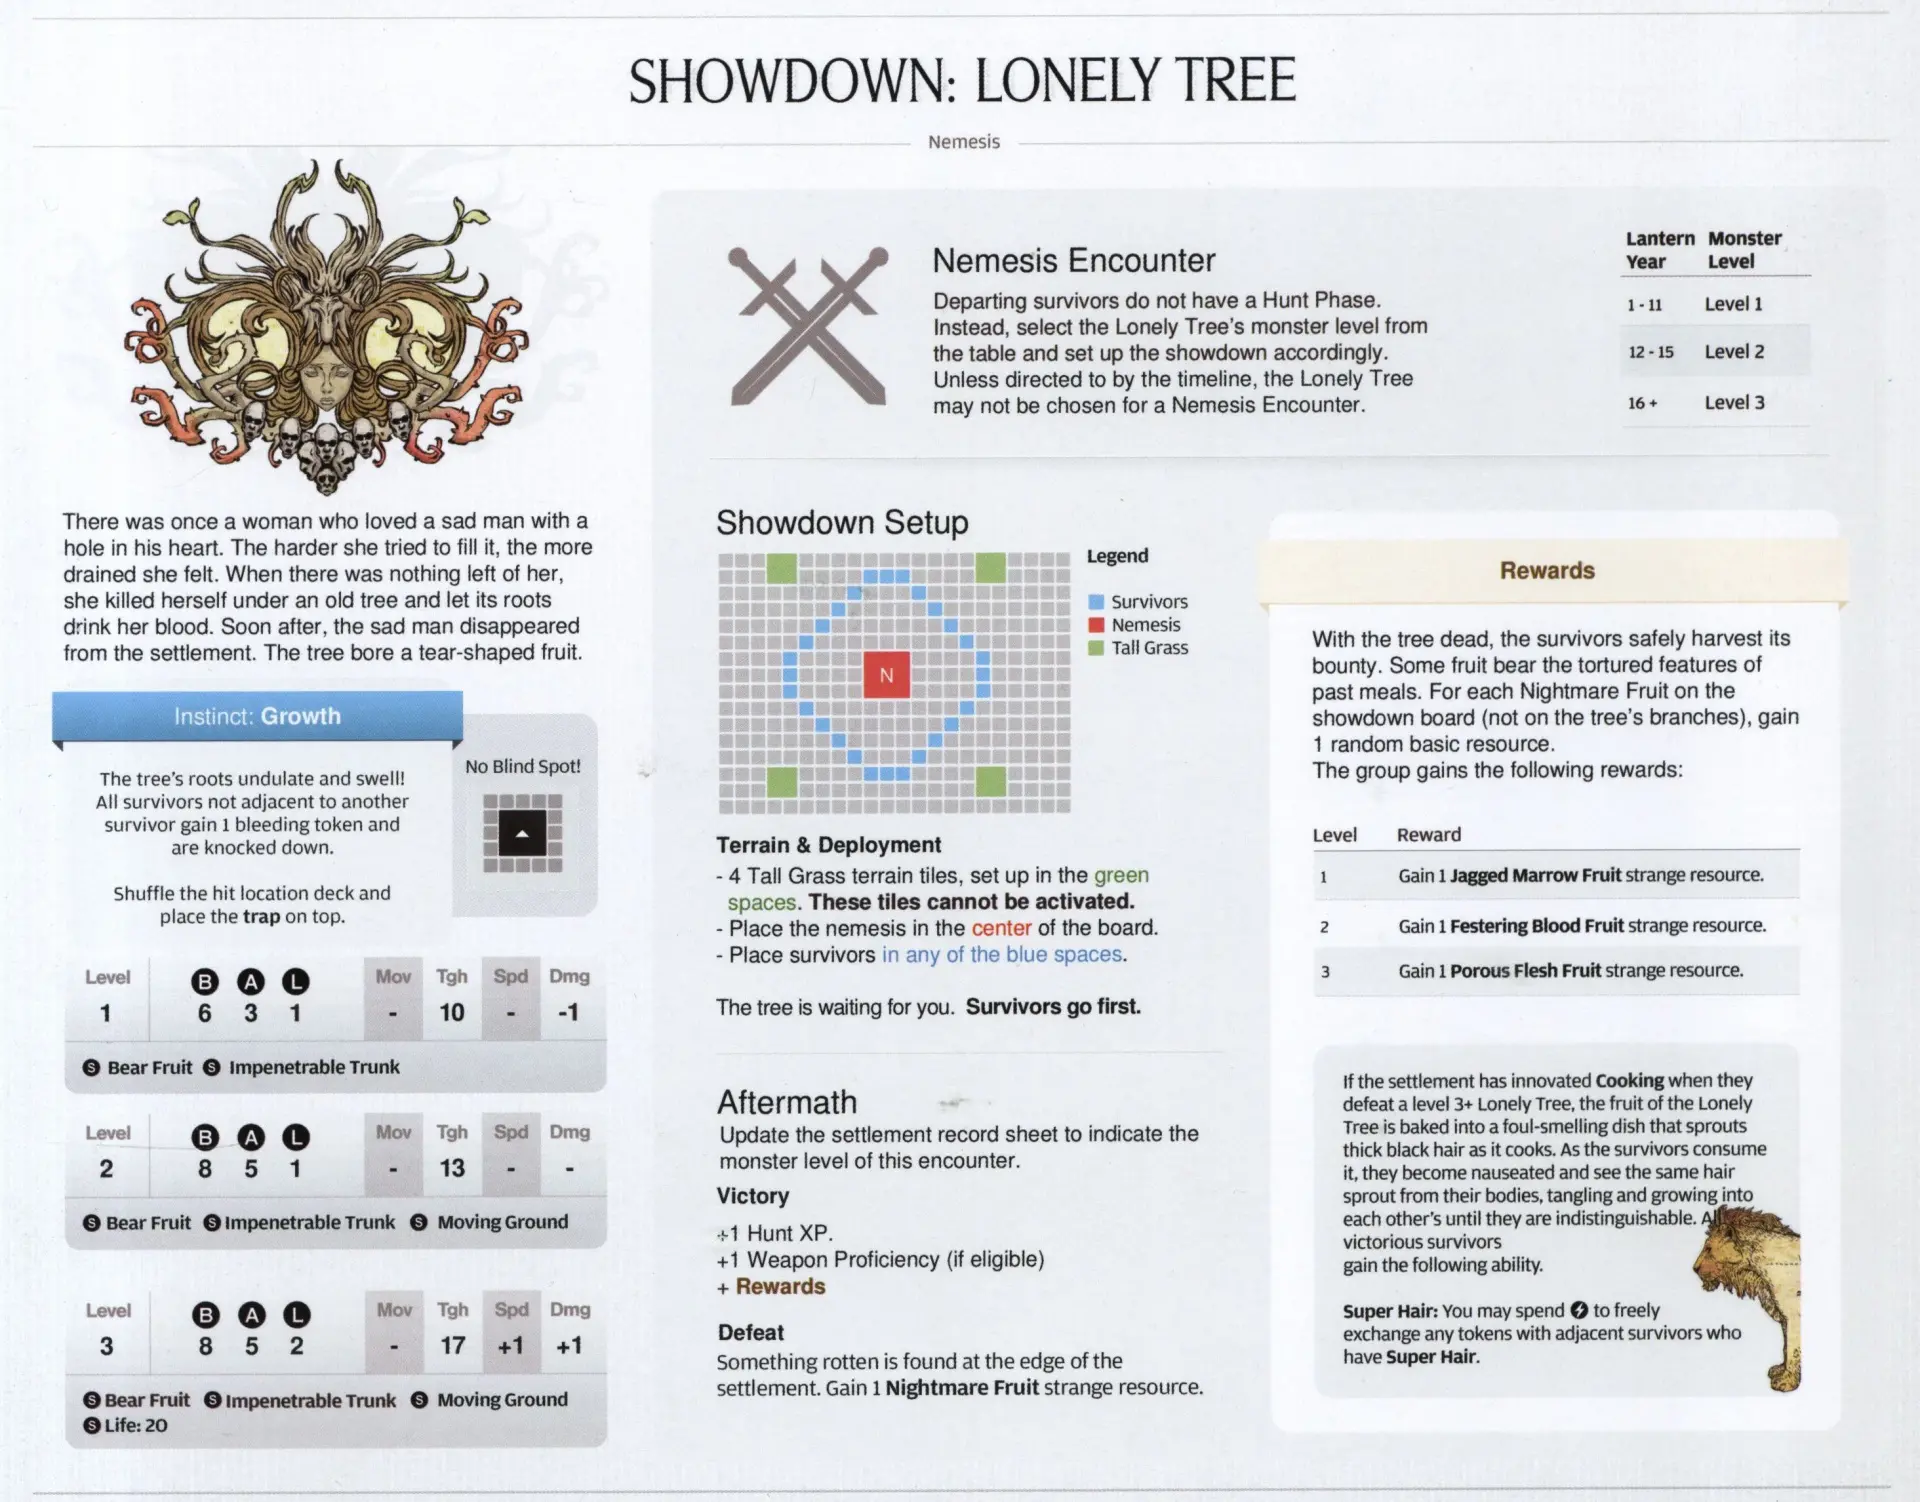 SHOWDOWN: LONELY TREE
Nemesis
There was once a woman who loved a sad man with a
hole in his heart. The harder she tried to fill it, the more
drained she felt. When there was nothing left of her,
she killed herself under an old tree and let its roots
drink her blood. Soon after, the sad man disappeared
from the settlement. The tree bore a tear-shaped fruit.
Instinct: Growth
The tree's roots undulate and swell!
All survivors not adjacent to another
survivor gain 1 bleeding token and
are knocked down.
Shuffle the hit location deck and
place the trap on top.
No Blind Spot!
Level B A L Mov Tgh Spd Dmg
1 6 3 1 - 10 - -1
S Bear Fruit S Impenetrable Trunk
Level B A L Mov Tgh Spd Dmg
2 8 5 1 - 13 - -
S Bear Fruit S Impenetrable Trunk S Moving Ground
Level B A L Mov Tgh Spd Dmg
3 8 5 2 - 17 +1 +1
S Bear Fruit S Impenetrable Trunk S Moving Ground
S Life: 20
Nemesis Encounter
Departing survivors do not have a Hunt Phase.
Instead, select the Lonely Tree's monster level from
the table and set up the showdown accordingly.
Unless directed to by the timeline, the Lonely Tree
may not be chosen for a Nemesis Encounter.
Lantern Monster
Year Level
1 - 11 Level 1
12 - 15 Level 2
16 + Level 3
Showdown Setup
N
Legend
Survivors
Nemesis
Tall Grass
Terrain & Deployment
- 4 Tall Grass terrain tiles, set up in the green
spaces. These tiles cannot be activated.
- Place the nemesis in the center of the board.
- Place survivors in any of the blue spaces.
The tree is waiting for you. Survivors go first.
Aftermath
Update the settlement record sheet to indicate the
monster level of this encounter.
Victory
+1 Hunt XP.
+1 Weapon Proficiency (if eligible)
+ Rewards
Defeat
Something rotten is found at the edge of the
settlement. Gain 1 Nightmare Fruit strange resource.
Rewards
With the tree dead, the survivors safely harvest its
bounty. Some fruit bear the tortured features of
past meals. For each Nightmare Fruit on the
showdown board (not on the tree's branches), gain
1 random basic resource.
The group gains the following rewards:
Level Reward
1 Gain 1 Jagged Marrow Fruit strange resource.
2 Gain 1 Festering Blood Fruit strange resource.
3 Gain 1 Porous Flesh Fruit strange resource.
If the settlement has innovated Cooking when they
defeat a level 3+ Lonely Tree, the fruit of the Lonely
Tree is baked into a foul-smelling dish that sprouts
thick black hair as it cooks. As the survivors consume
it, they become nauseated and see the same hair
sprout from their bodies, tangling and growing into
each other's until they are indistinguishable. All
victorious survivors
gain the following ability.
Super Hair: You may spend to freely
exchange any tokens with adjacent survivors who
have Super Hair.